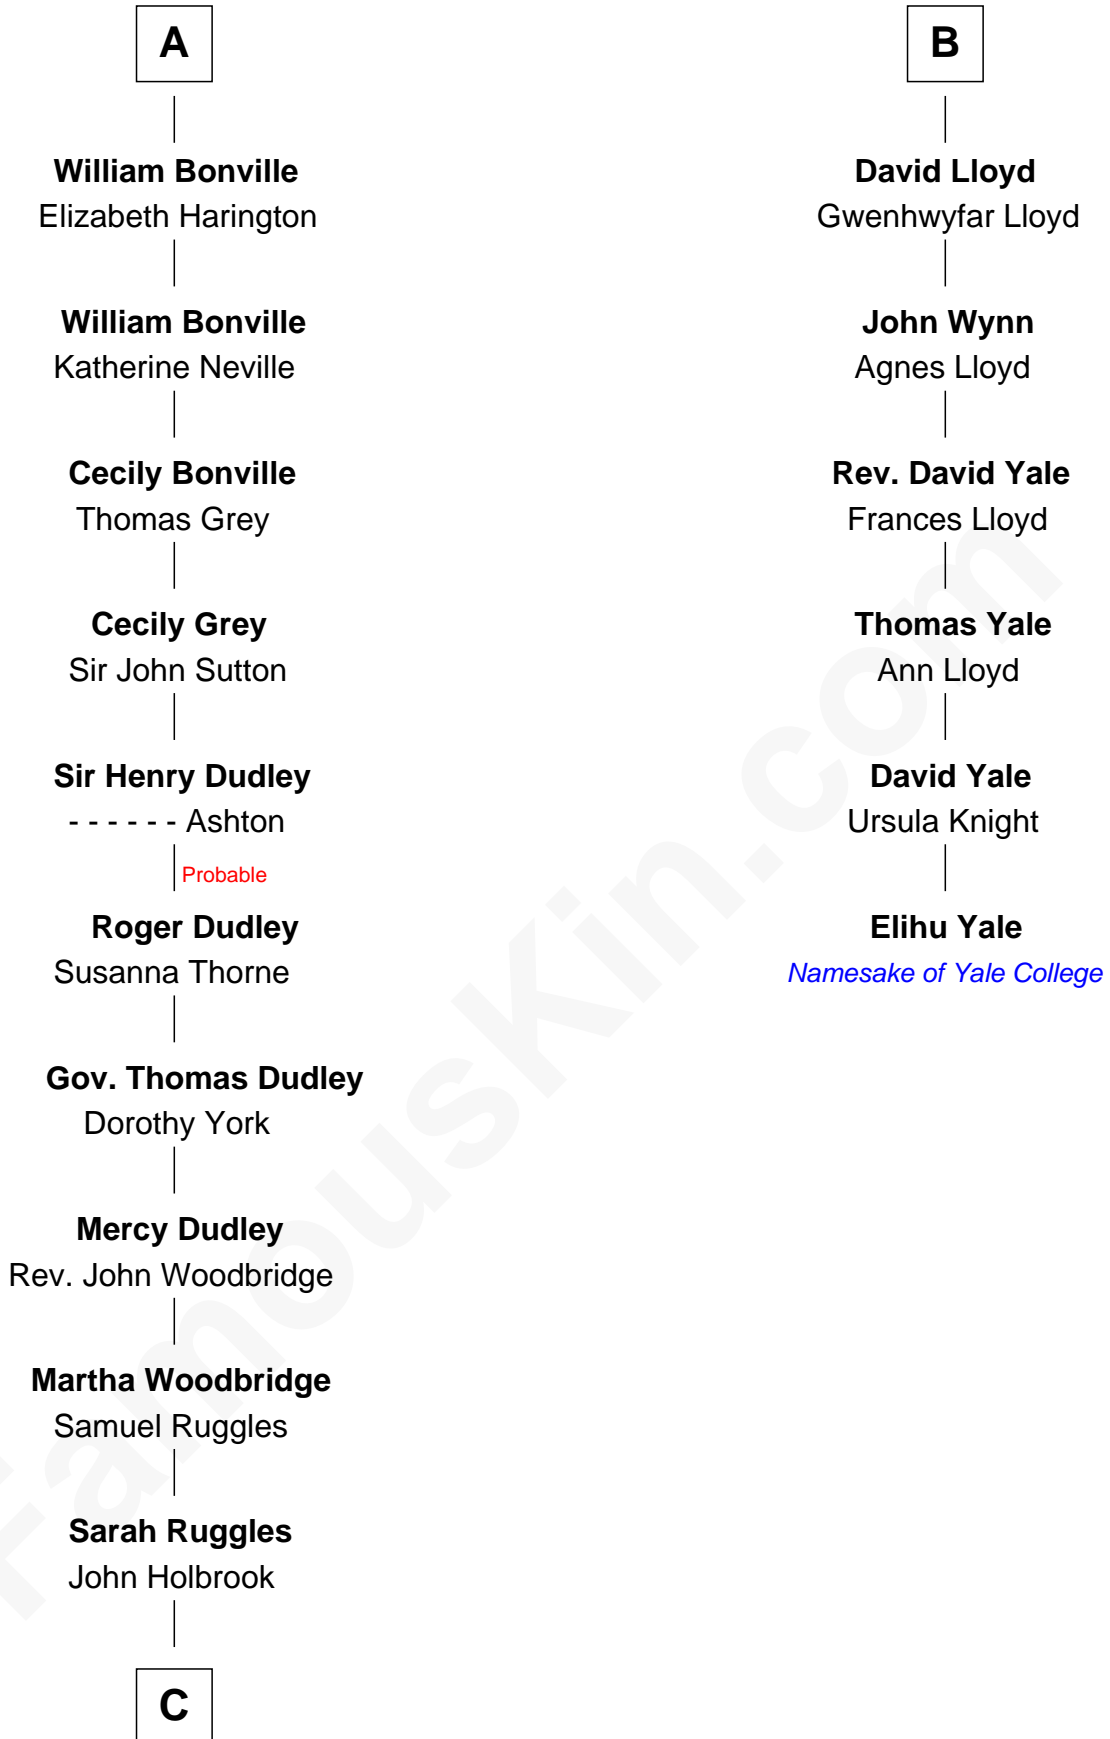 A
William Bonville
Elizabeth Harington
William Bonville
Katherine Neville
Cecily Bonville
Thomas Grey
Cecily Grey
Sir John Sutton
Sir Henry Dudley
- - - - - - Ashton
Probable
Roger Dudley
Susanna Thorne
Gov. Thomas Dudley
Dorothy York
Mercy Dudley
Rev. John Woodbridge
Martha Woodbridge
Samuel Ruggles
Sarah Ruggles
John Holbrook
C
B
David Lloyd
Gwenhwyfar Lloyd
John Wynn
Agnes Lloyd
Rev. David Yale
Frances Lloyd
Thomas Yale
Ann Lloyd
David Yale
Ursula Knight
Elihu Yale
Namesake of Yale College
FamousKin.com